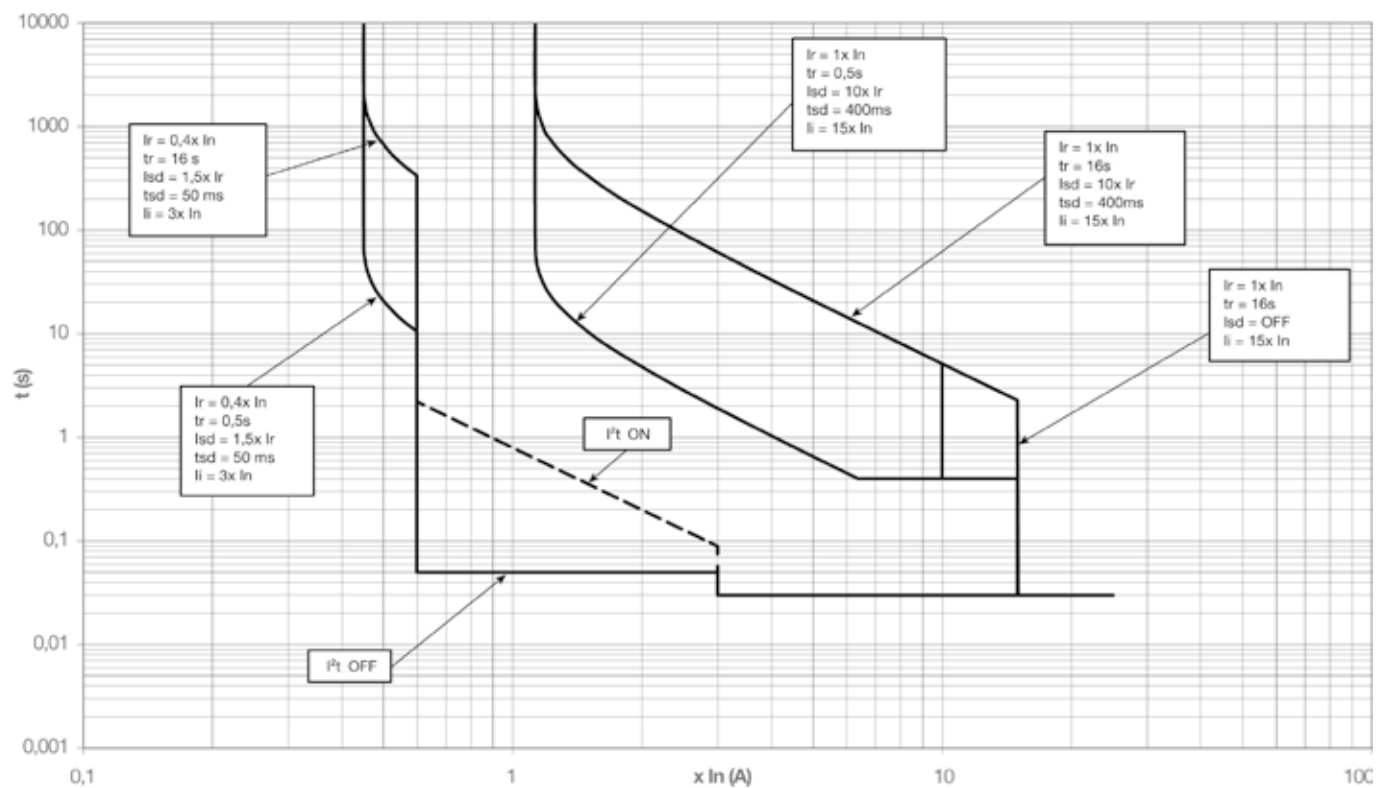 10000
1000
100
10
1
0,1
0,01
0,001
t (s)
0,1
1
10
100
x In (A)
Ir = 0,4x In
tr = 16 s
Isd = 1,5x Ir
tsd = 50 ms
Ii = 3x In
Ir = 0,4x In
tr = 0,5s
Isd = 1,5x Ir
tsd = 50 ms
Ii = 3x In
I²t OFF
I²t ON
Ir = 1x In
tr = 0,5s
Isd = 10x Ir
tsd = 400ms
Ii = 15x In
Ir = 1x In
tr = 16s
Isd = 10x Ir
tsd = 400ms
Ii = 15x In
Ir = 1x In
tr = 16s
Isd = OFF
Ii = 15x In